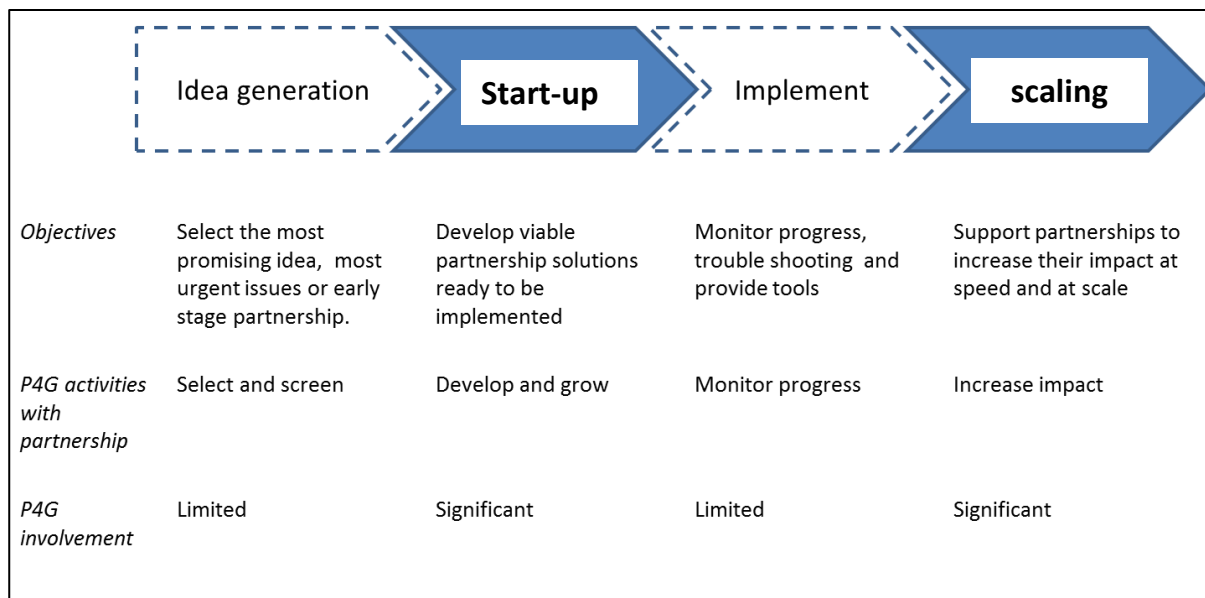 Idea generation
Start-up
Implement
scaling
Objectives
Select the most
promising idea, most
urgent issues or early
stage partnership.
Develop viable
partnership solutions
ready to be
implemented
Monitor progress,
trouble shooting and
provide tools
Support partnerships to
increase their impact at
speed and at scale
P4G activities
with
partnership
Select and screen
Develop and grow
Monitor progress
Increase impact
P4G
involvement
Limited
Significant
Limited
Significant